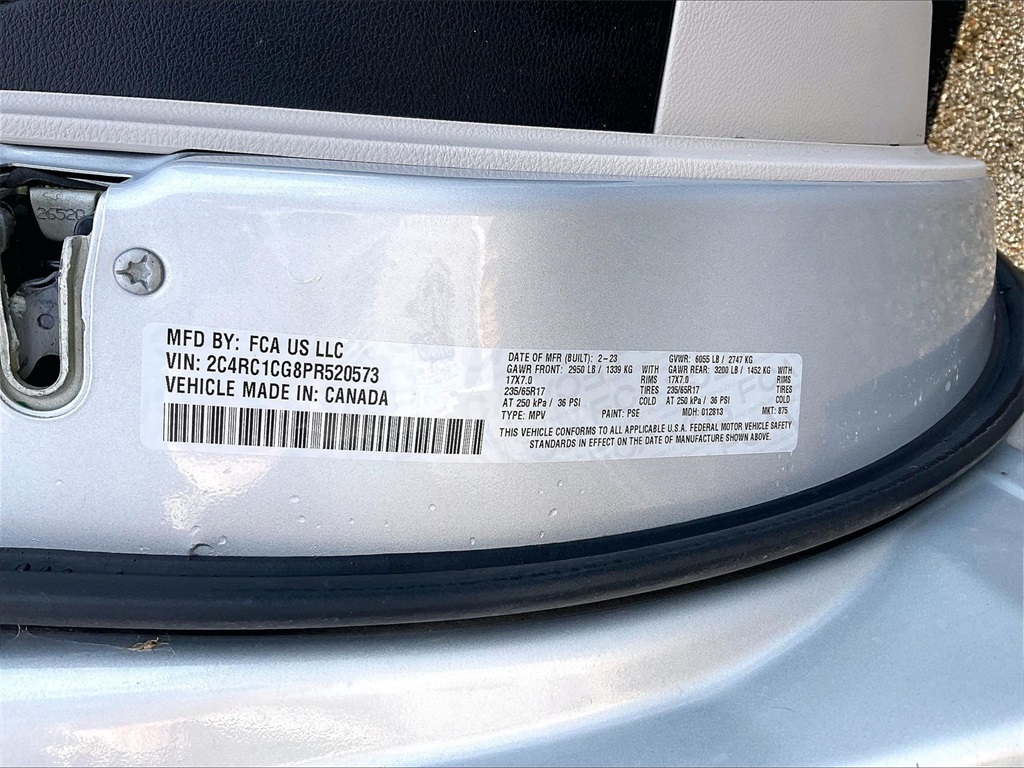 26520
MFD BY: FCA US LLC
VIN: 2C4RC1CG8PR520573
VEHICLE MADE IN: CANADA
DATE OF MFR (BUILT): 2-23 GVWR: 6055 LB / 2747 KG
GAWR FRONT: 2950 LB / 1339 KG WITH GAWR REAR: 3200 LB / 1452 KG WITH
17X7.0 RIMS 17X7.0 RIMS
235/65R17 TIRES 235/65R17 TIRES
AT 250 kPa / 36 PSI COLD AT 250 kPa / 36 PSI COLD
TYPE: MPV PAINT: PSE MDH: 012813 MKT: 875
THIS VEHICLE CONFORMS TO ALL APPLICABLE U.S.A. FEDERAL MOTOR VEHICLE SAFETY
STANDARDS IN EFFECT ON THE DATE OF MANUFACTURE SHOWN ABOVE.